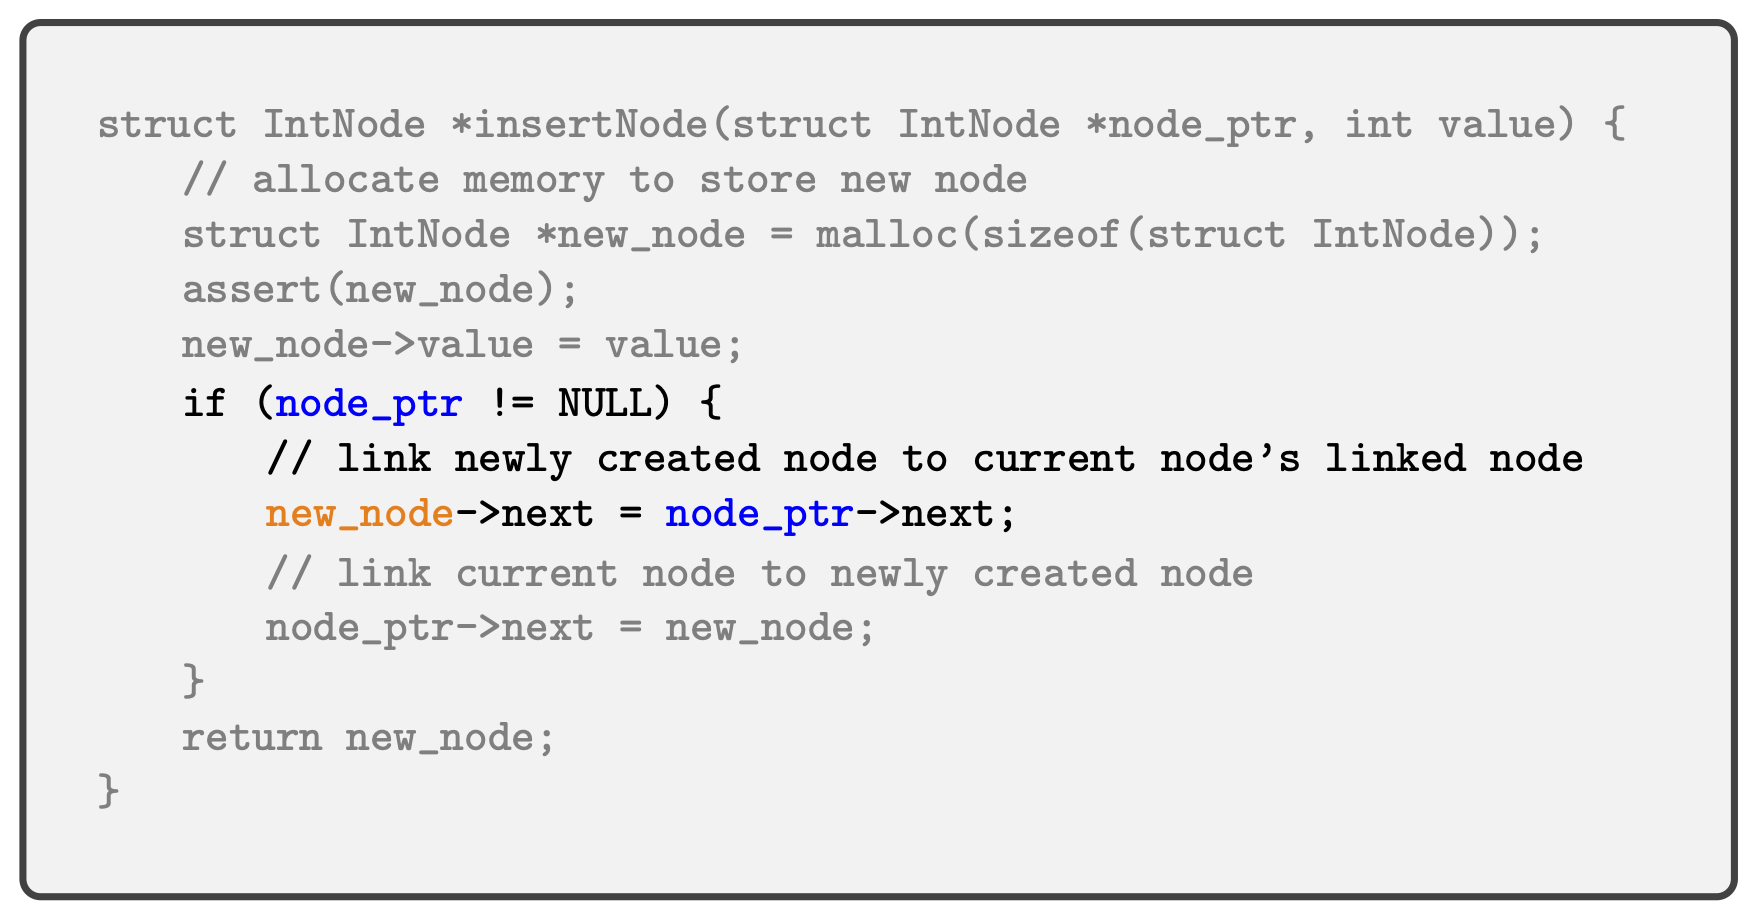 struct IntNode *insertNode(struct IntNode *node_ptr, int value) {
    // allocate memory to store new node
    struct IntNode *new_node = malloc(sizeof(struct IntNode));
    assert(new_node);
    new_node->value = value;
    if (node_ptr != NULL) {
        // link newly created node to current node’s linked node
        new_node->next = node_ptr->next;
        // link current node to newly created node
        node_ptr->next = new_node;
    }
    return new_node;
}